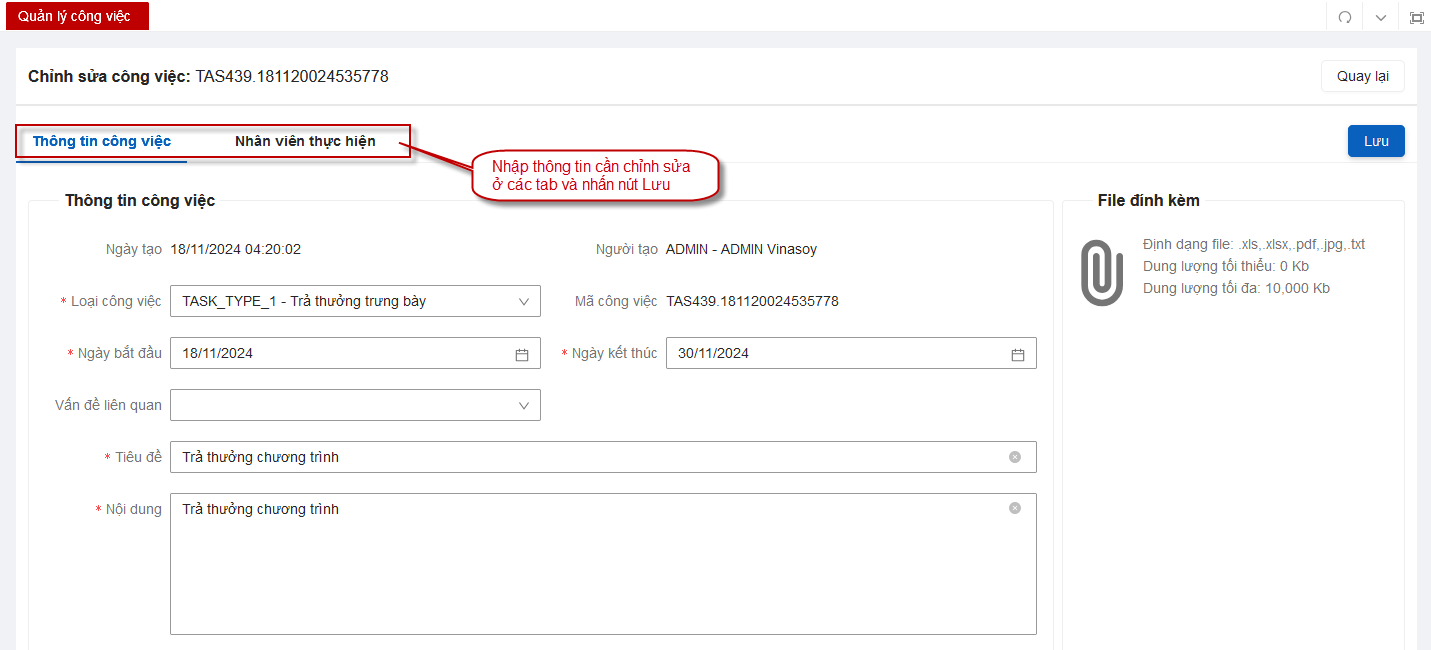 Quản lý công việc
Chỉnh sửa công việc: TAS439.181120024535778
Quay lại
Thông tin công việc
Nhân viên thực hiện
Lưu
Nhập thông tin cần chỉnh sửa
ở các tab và nhấn nút Lưu
Thông tin công việc
Ngày tạo 18/11/2024 04:20:02
Người tạo ADMIN - ADMIN Vinasoy
* Loại công việc TASK_TYPE_1 - Trả thưởng trưng bày
Mã công việc TAS439.181120024535778
* Ngày bắt đầu 18/11/2024
* Ngày kết thúc 30/11/2024
Vấn đề liên quan
* Tiêu đề Trả thưởng chương trình
* Nội dung Trả thưởng chương trình
File đính kèm
Định dạng file: .xls,.xlsx,.pdf,.jpg,.txt
Dung lượng tối thiểu: 0 Kb
Dung lượng tối đa: 10,000 Kb